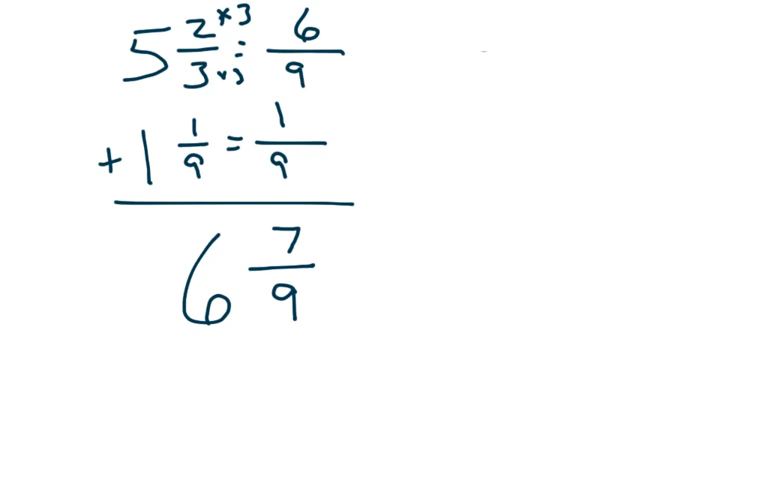 5 2/3 *3 *3 = 6/9
+ 1 1/9 = 1/9
6 7/9